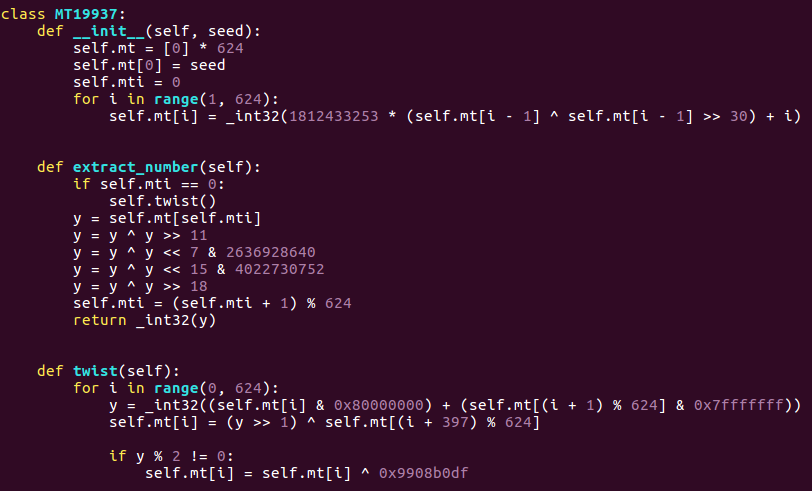 class MT19937:
    def __init__(self, seed):
        self.mt = [0] * 624
        self.mt[0] = seed
        self.mti = 0
        for i in range(1, 624):
            self.mt[i] = _int32(1812433253 * (self.mt[i - 1] ^ self.mt[i - 1] >> 30) + i)
    def extract_number(self):
        if self.mti == 0:
            self.twist()
        y = self.mt[self.mti]
        y = y ^ y >> 11
        y = y ^ y << 7 & 2636928640
        y = y ^ y << 15 & 4022730752
        y = y ^ y >> 18
        self.mti = (self.mti + 1) % 624
        return _int32(y)
    def twist(self):
        for i in range(0, 624):
            y = _int32((self.mt[i] & 0x80000000) + (self.mt[(i + 1) % 624] & 0x7fffffff))
            self.mt[i] = (y >> 1) ^ self.mt[(i + 397) % 624]
            if y % 2 != 0:
                self.mt[i] = self.mt[i] ^ 0x9908b0df